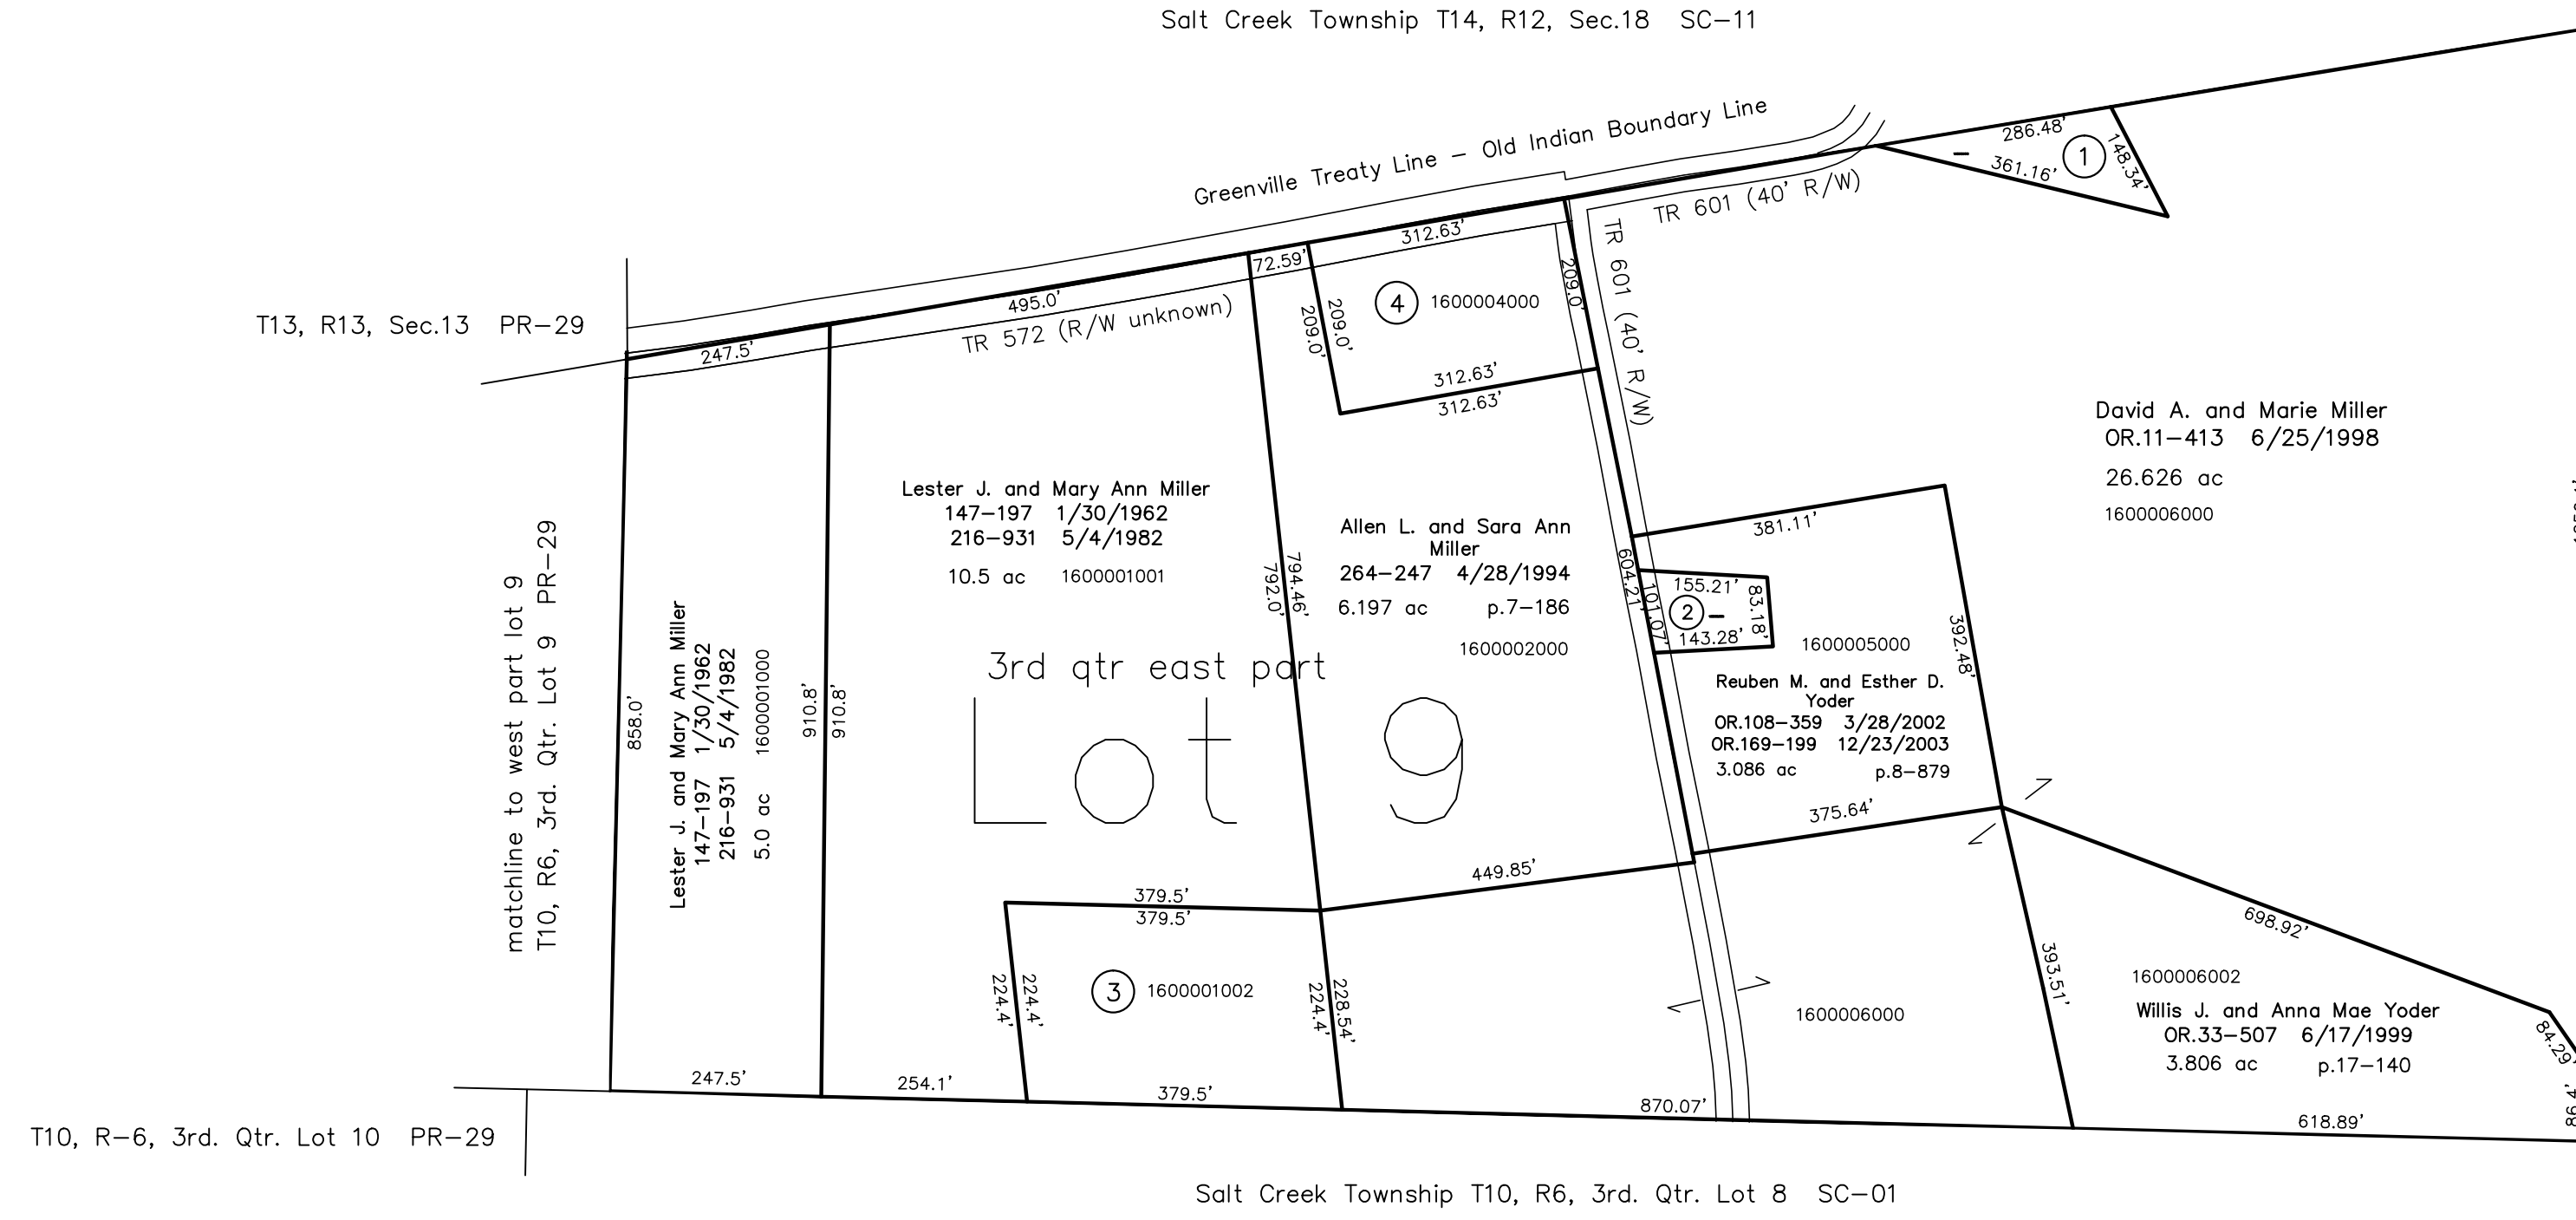 Salt Creek Township T14, R12, Sec.18 SC-11
Greenville Treaty Line - Old Indian Boundary Line
286.48'
1
-
361.16'
148.34'
TR 601 (40' R/W)
TR 601 (40' R/W)
T13, R13, Sec.13 PR-29
247.5'
495.0'
TR 572 (R/W unknown)
72.59'
312.63'
209.0'
209.0'
4
1600004000
209.0'
312.63'
312.63'
David A. and Marie Miller
OR.11-413 6/25/1998
26.626 ac
1600006000
Lester J. and Mary Ann Miller
147-197 1/30/1962
216-931 5/4/1982
10.5 ac 1600001001
Allen L. and Sara Ann
Miller
264-247 4/28/1994
6.197 ac p.7-186
1600002000
792.0'
794.46'
604.21'
381.11'
155.21'
101.07'
2
-
83.18'
143.28'
1600005000
Reuben M. and Esther D.
Yoder
OR.108-359 3/28/2002
OR.169-199 12/23/2003
3.086 ac p.8-879
392.48'
375.64'
matchline to west part lot 9
T10, R6, 3rd. Qtr. Lot 9 PR-29
858.0'
Lester J. and Mary Ann Miller
147-197 1/30/1962
216-931 5/4/1982
5.0 ac 1600001000
910.8'
910.8'
3rd qtr east part
Lot 9
449.85'
379.5'
379.5'
224.4'
224.4'
3
1600001002
224.4'
228.54'
1600006000
393.51'
698.92'
1600006002
Willis J. and Anna Mae Yoder
OR.33-507 6/17/1999
3.806 ac p.17-140
84.29'
247.5'
254.1'
379.5'
870.07'
618.89'
T10, R-6, 3rd. Qtr. Lot 10 PR-29
Salt Creek Township T10, R6, 3rd. Qtr. Lot 8 SC-01